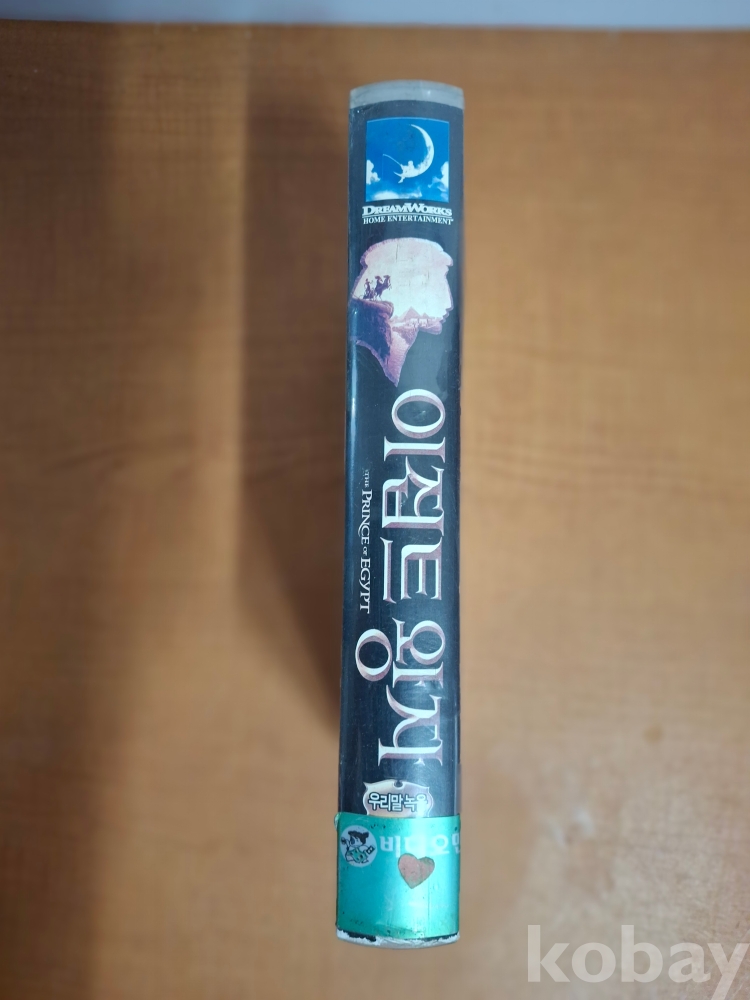 DREAMWORKS
HOME ENTERTAINMENT
이집트 왕자
THE PRINCE OF EGYPT
우리말 녹음
kobay